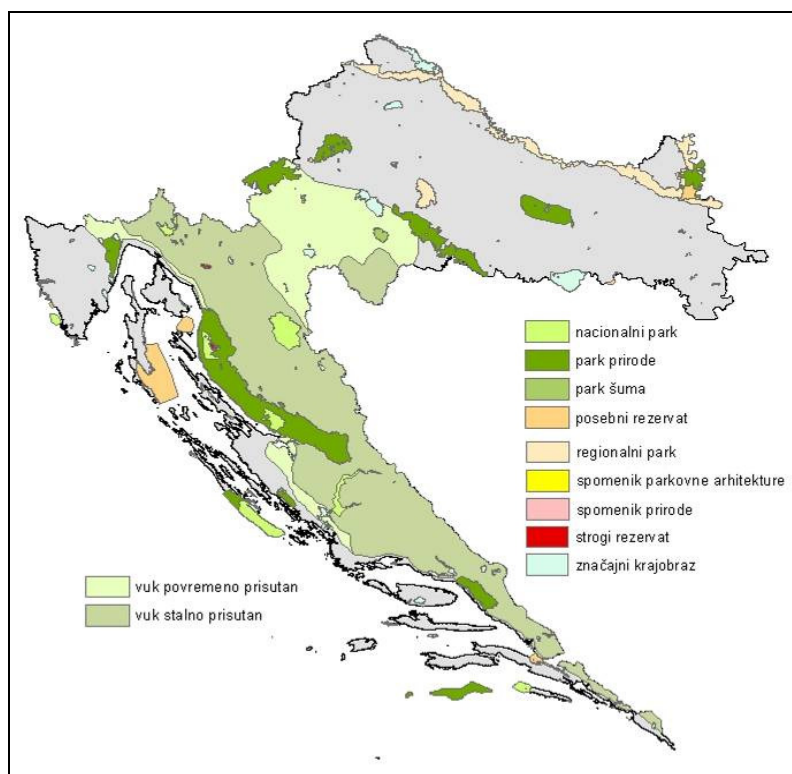 nacionalni park
park prirode
park šuma
posebni rezervat
regionalni park
spomenik parkovne arhitekture
spomenik prirode
strogi rezervat
značajni krajobraz
vuk povremeno prisutan
vuk stalno prisutan